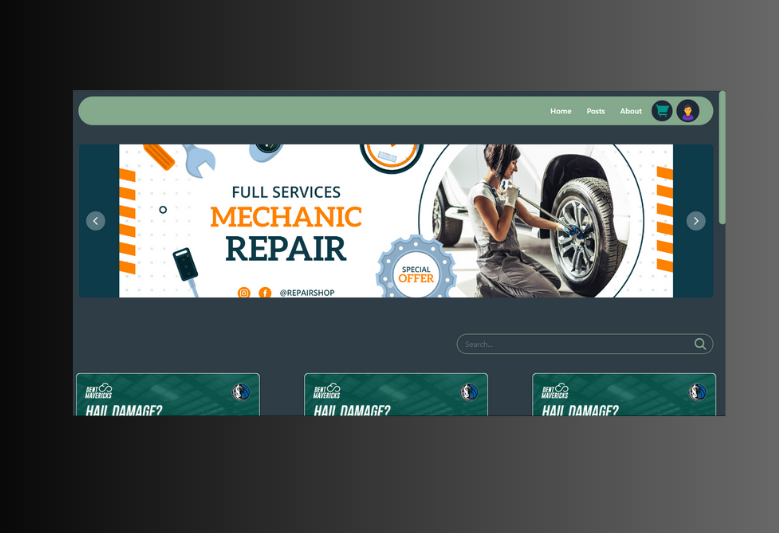 Home Posts About
FULL SERVICES
MECHANIC
REPAIR
SPECIAL
OFFER
@REPAIRSHOP
Search...
DENT
MAVERICKS
HAIL DAMAGE?
DENT
MAVERICKS
HAIL DAMAGE?
DENT
MAVERICKS
HAIL DAMAGE?